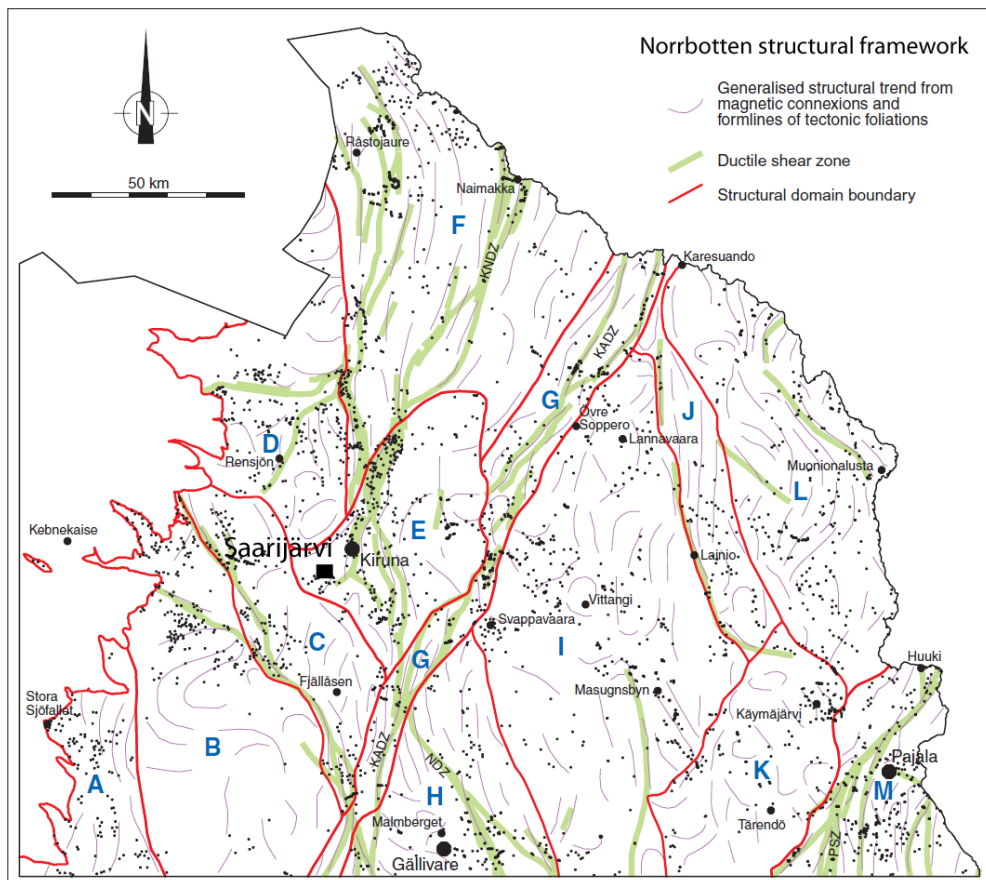 Norrbotten structural framework
Generalised structural trend from
magnetic connexions and
formlines of tectonic foliations
Ductile shear zone
Structural domain boundary
N
50 km
Råstojaure
Naimakka
F
KNDZ
Karesuando
KADZ
G
Övre
Soppero
J
Lannavaara
D
Rensjön
Muonionalusta
L
Kebnekaise
E
Saarijärvi
Kiruna
Lainio
Vittangi
Svappavaara
C
G
I
Fjällåsen
Masugnsbyn
Huuki
Stora
Sjöfallet
Käymäjärvi
B
KADZ
NDZ
A
H
K
Pajala
M
Malmberget
Tärendö
PSZ
Gällivare